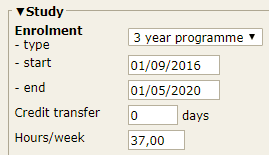 ▼Study
Enrolment
- type 3 year programme
- start 01/09/2016
- end 01/05/2020
Credit transfer 0 days
Hours/week 37,00